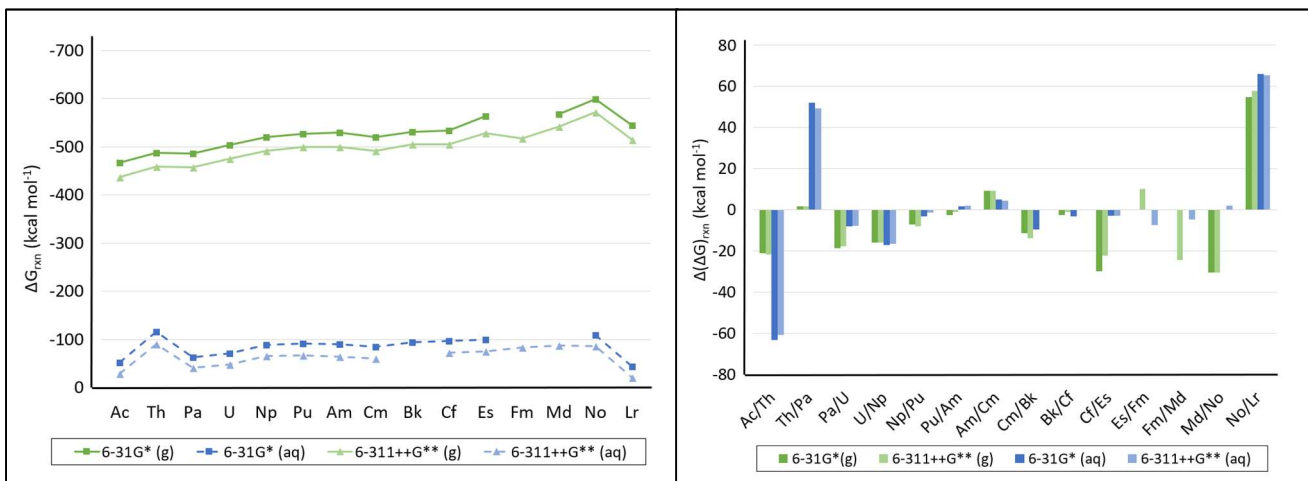 ΔG_rxn (kcal mol⁻¹)
-700
-600
-500
-400
-300
-200
-100
0
Ac Th Pa U Np Pu Am Cm Bk Cf Es Fm Md No Lr
6-31G* (g) 6-31G* (aq) 6-311++G** (g) 6-311++G** (aq)
Δ(ΔG)_rxn (kcal mol⁻¹)
80
60
40
20
0
-20
-40
-60
-80
Ac/Th Th/Pa Pa/U U/Np Np/Pu Pu/Am Am/Cm Cm/Bk Bk/Cf Cf/Es Es/Fm Fm/Md Md/No No/Lr
6-31G*(g) 6-311++G** (g) 6-31G* (aq) 6-311++G** (aq)